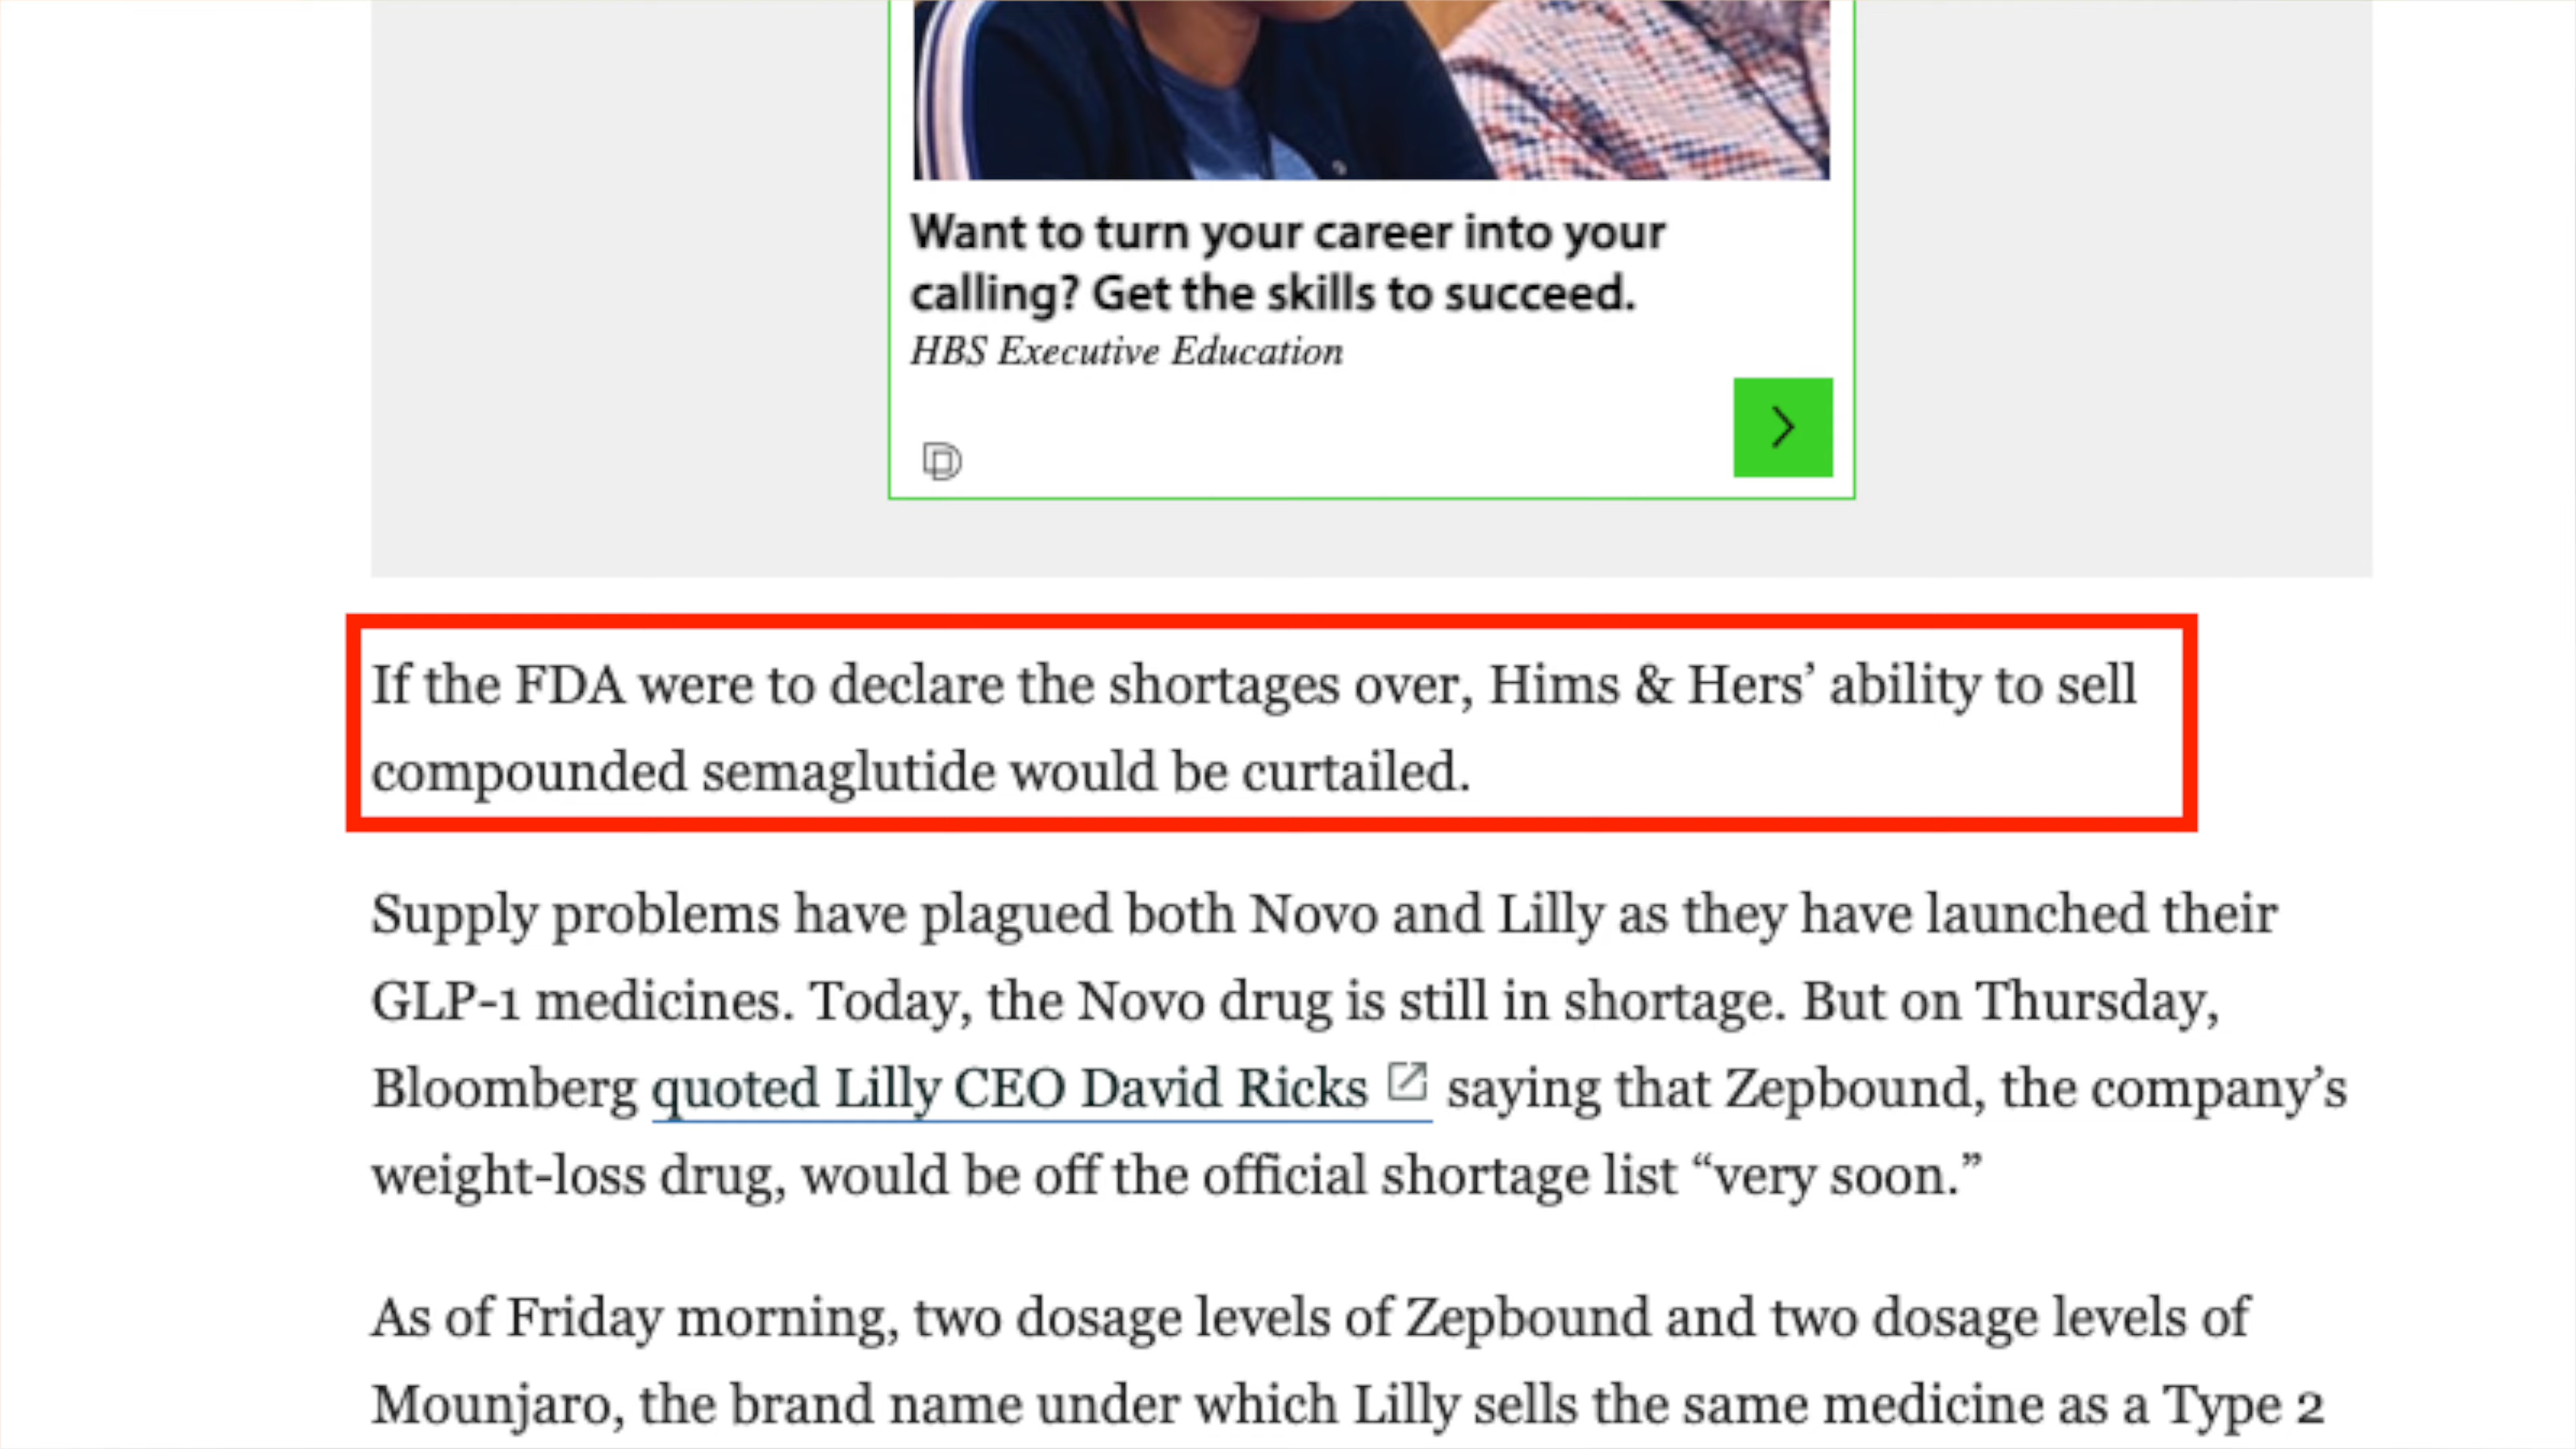 Want to turn your career into your
calling? Get the skills to succeed.
HBS Executive Education
If the FDA were to declare the shortages over, Hims & Hers’ ability to sell
compounded semaglutide would be curtailed.
Supply problems have plagued both Novo and Lilly as they have launched their
GLP-1 medicines. Today, the Novo drug is still in shortage. But on Thursday,
Bloomberg quoted Lilly CEO David Ricks saying that Zepbound, the company’s
weight-loss drug, would be off the official shortage list “very soon.”
As of Friday morning, two dosage levels of Zepbound and two dosage levels of
Mounjaro, the brand name under which Lilly sells the same medicine as a Type 2